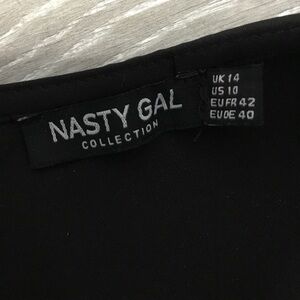 NASTY GAL
COLLECTION
UK 14
US 10
EUFR 42
EUDE 40